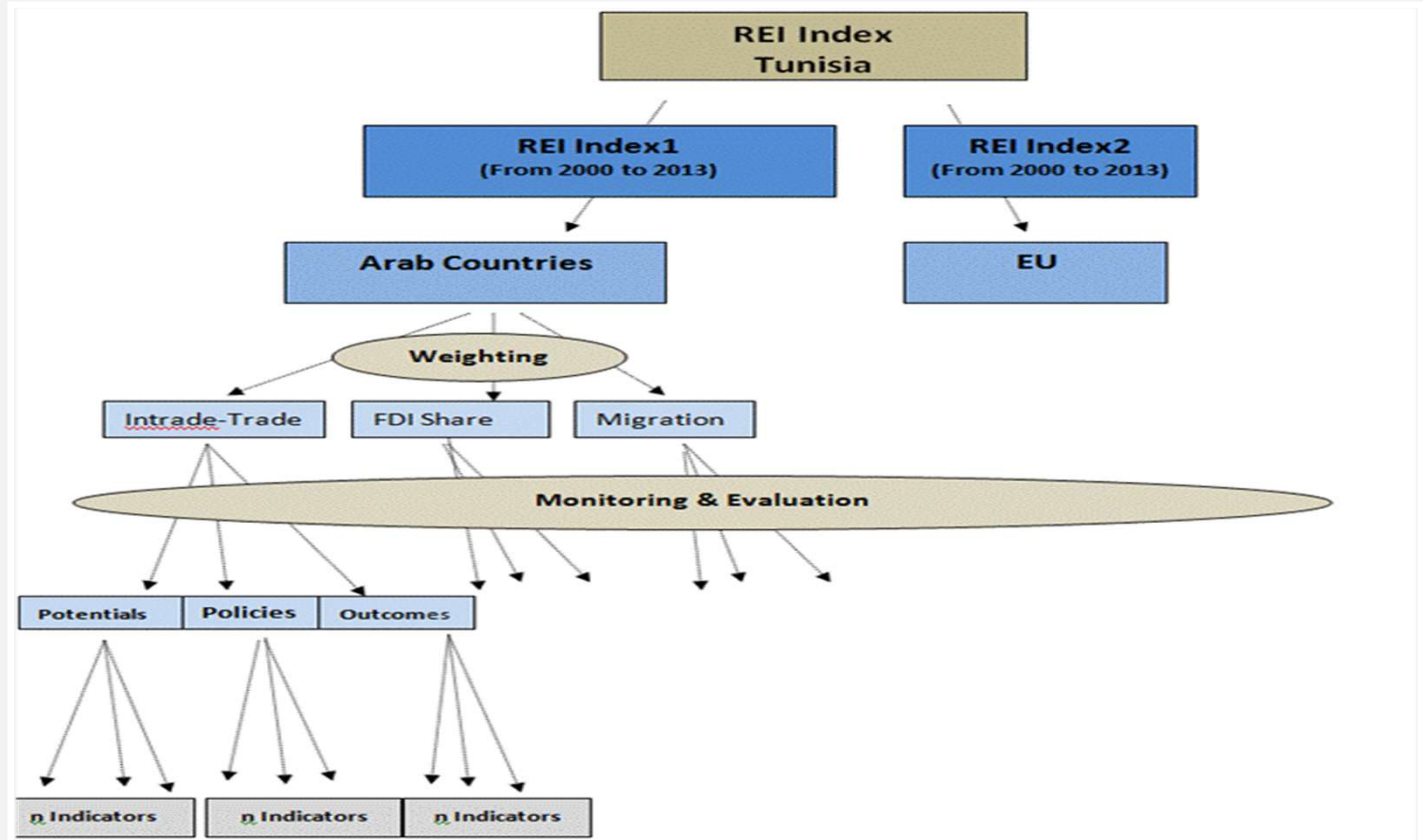 REI Index
Tunisia
REI Index1
(From 2000 to 2013)
REI Index2
(From 2000 to 2013)
Arab Countries
EU
Weighting
Intrade-Trade
FDI Share
Migration
Monitoring & Evaluation
Potentials
Policies
Outcomes
n Indicators
n Indicators
n Indicators